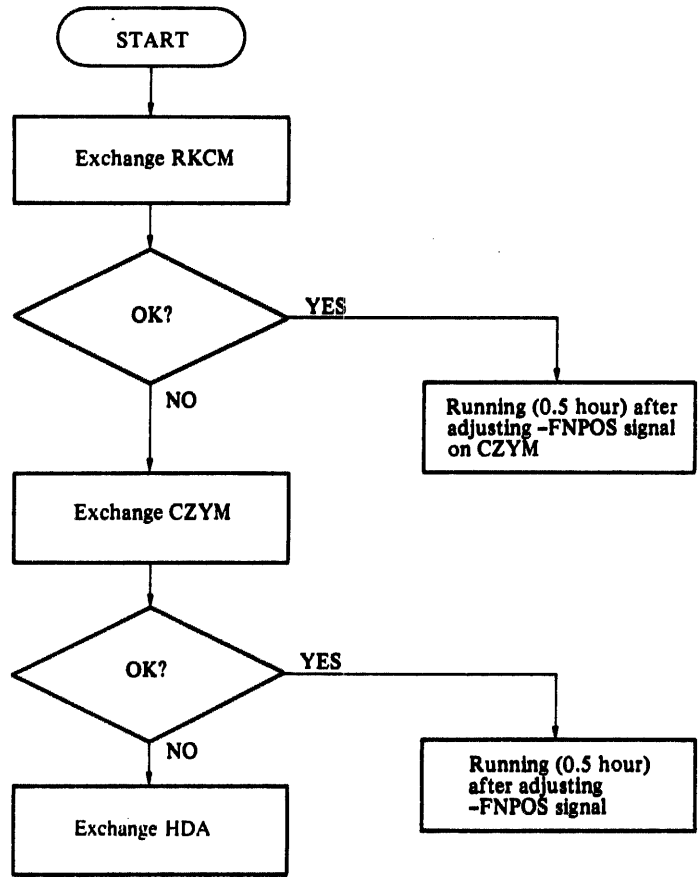 START
Exchange RKCM
OK?
YES
NO
Running (0.5 hour) after
adjusting –FNPOS signal
on CZYM
Exchange CZYM
OK?
YES
NO
Running (0.5 hour)
after adjusting
–FNPOS signal
Exchange HDA